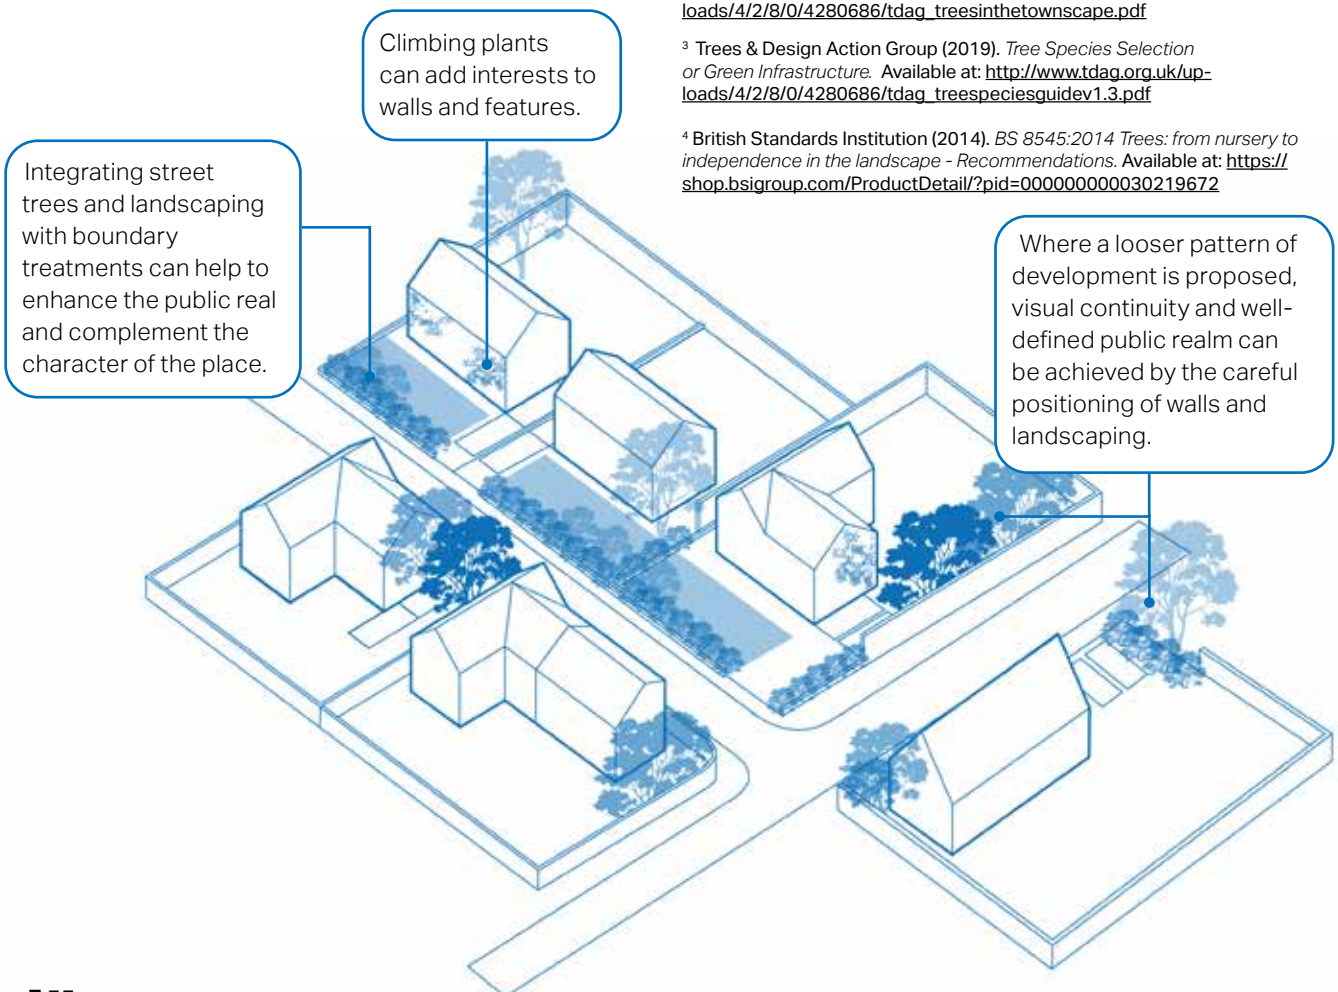 loads/4/2/8/0/4280686/tdag_treesinthetownscape.pdf
³ Trees & Design Action Group (2019). Tree Species Selection
or Green Infrastructure. Available at: http://www.tdag.org.uk/up-
loads/4/2/8/0/4280686/tdag_treespeciesguidev1.3.pdf
⁴ British Standards Institution (2014). BS 8545:2014 Trees: from nursery to
independence in the landscape - Recommendations. Available at: https://
shop.bsigroup.com/ProductDetail/?pid=000000000030219672
Climbing plants
can add interests to
walls and features.
Integrating street
trees and landscaping
with boundary
treatments can help to
enhance the public real
and complement the
character of the place.
Where a looser pattern of
development is proposed,
visual continuity and well-
defined public realm can
be achieved by the careful
positioning of walls and
landscaping.